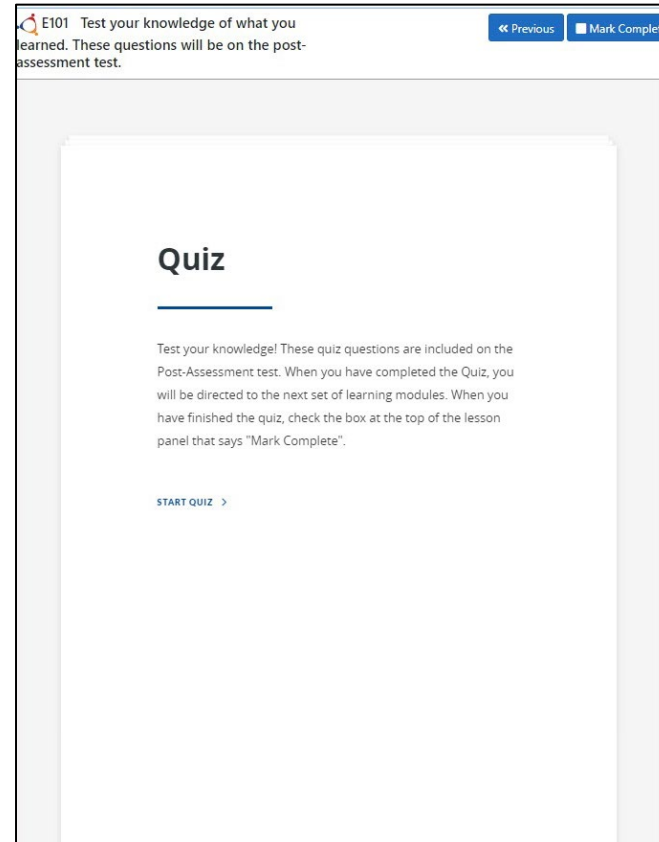 E101 Test your knowledge of what you
learned. These questions will be on the post-
assessment test.
Previous
Mark Complet
Quiz
Test your knowledge! These quiz questions are included on the
Post-Assessment test. When you have completed the Quiz, you
will be directed to the next set of learning modules. When you
have finished the quiz, check the box at the top of the lesson
panel that says "Mark Complete".
START QUIZ